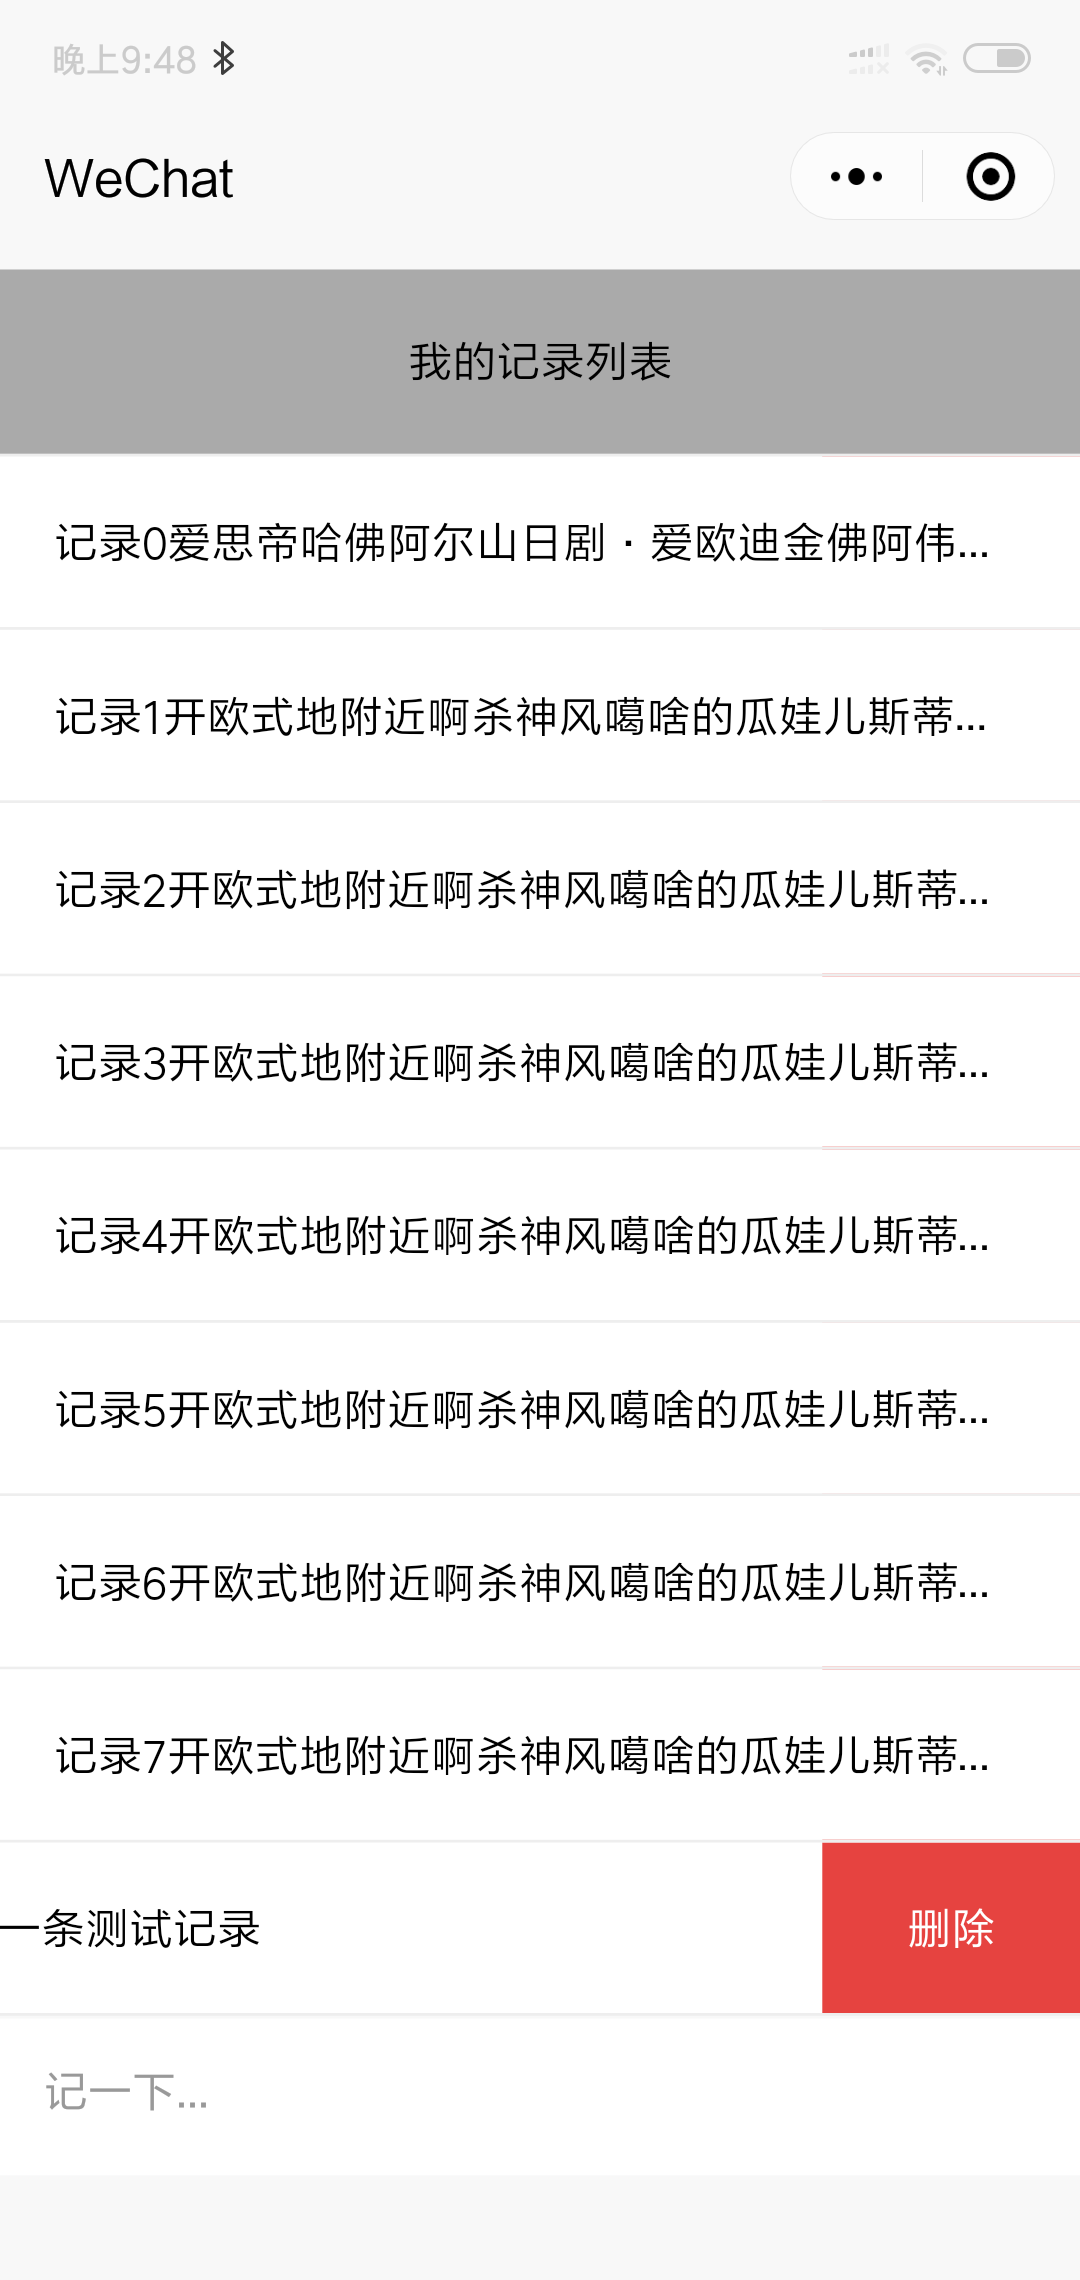 晚上9:48
WeChat
我的记录列表
记录0爱思帝哈佛阿尔山日剧·爱欧迪金佛阿伟...
记录1开欧式地附近啊杀神风噶啥的瓜娃儿斯蒂...
记录2开欧式地附近啊杀神风噶啥的瓜娃儿斯蒂...
记录3开欧式地附近啊杀神风噶啥的瓜娃儿斯蒂...
记录4开欧式地附近啊杀神风噶啥的瓜娃儿斯蒂...
记录5开欧式地附近啊杀神风噶啥的瓜娃儿斯蒂...
记录6开欧式地附近啊杀神风噶啥的瓜娃儿斯蒂...
记录7开欧式地附近啊杀神风噶啥的瓜娃儿斯蒂...
一条测试记录 删除
记一下...